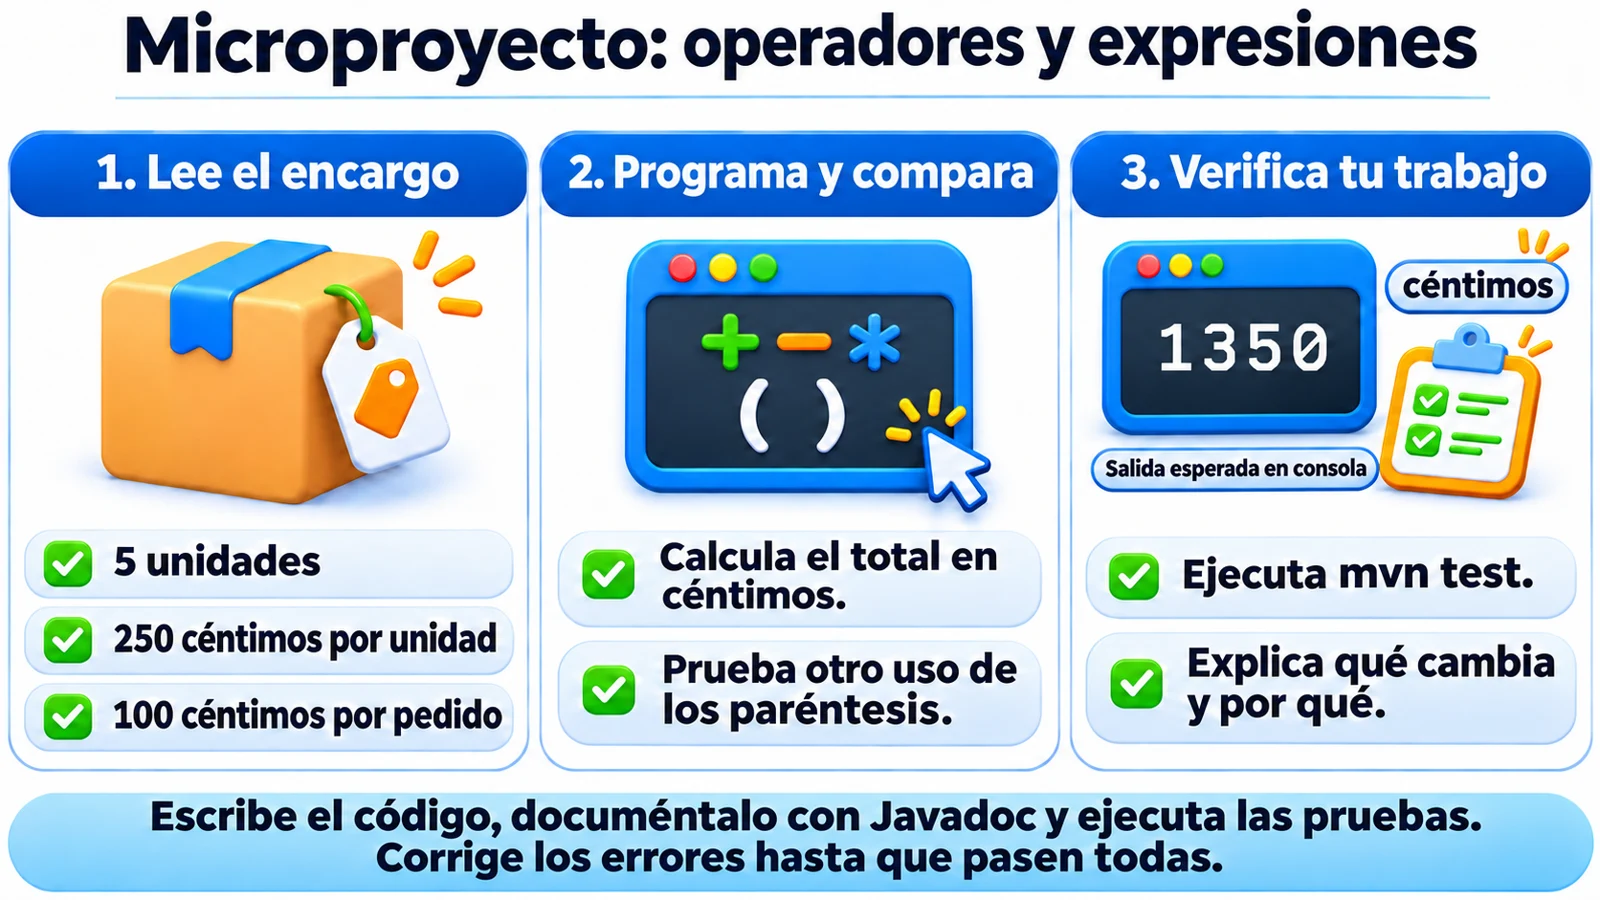 Microproyecto: operadores y expresiones
1. Lee el encargo
5 unidades
250 céntimos por unidad
100 céntimos por pedido
2. Programa y compara
+ - *
( )
Calcula el total en
céntimos.
Prueba otro uso de
los paréntesis.
3. Verifica tu trabajo
1350
céntimos
Salida esperada en consola
Ejecuta mvn test.
Explica qué cambia
y por qué.
Escribe el código, documéntalo con Javadoc y ejecuta las pruebas.
Corrige los errores hasta que pasen todas.